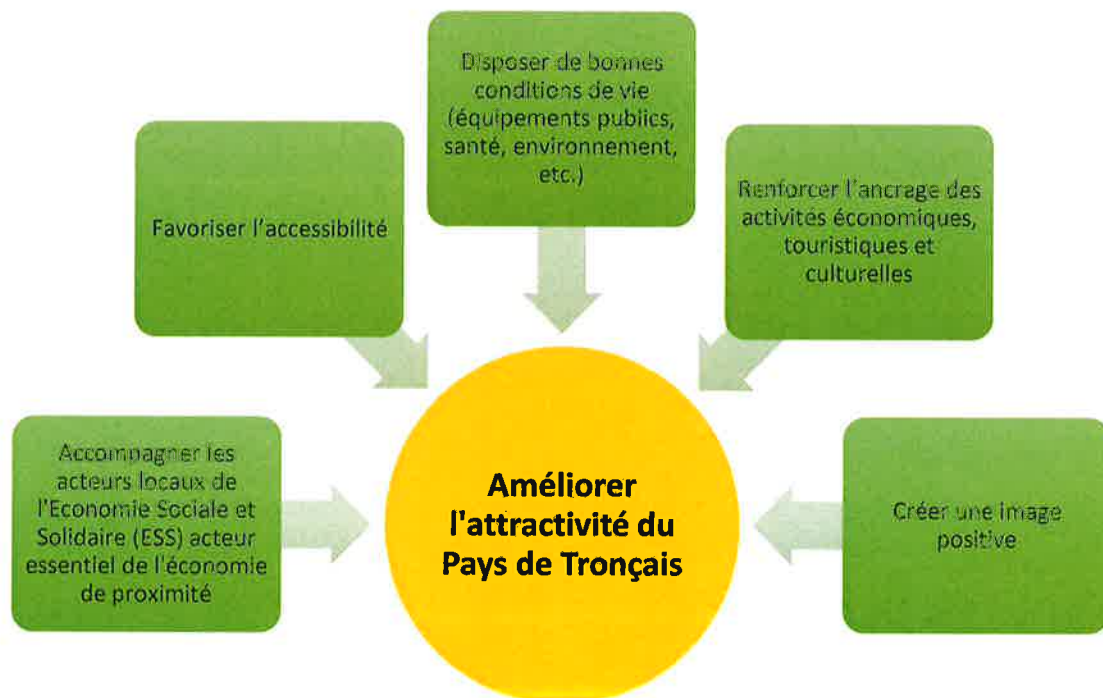 Disposer de bonnes
conditions de vie
(équipements publics,
santé, environnement,
etc.)
Favoriser l'accessibilité
Renforcer l'ancrage des
activités économiques,
touristiques et
culturelles
Accompagner les
acteurs locaux de
l'Economie Sociale et
Solidaire (ESS) acteur
essentiel de l'économie
de proximité
Améliorer
l'attractivité du
Pays de Tronçais
Créer une image
positive